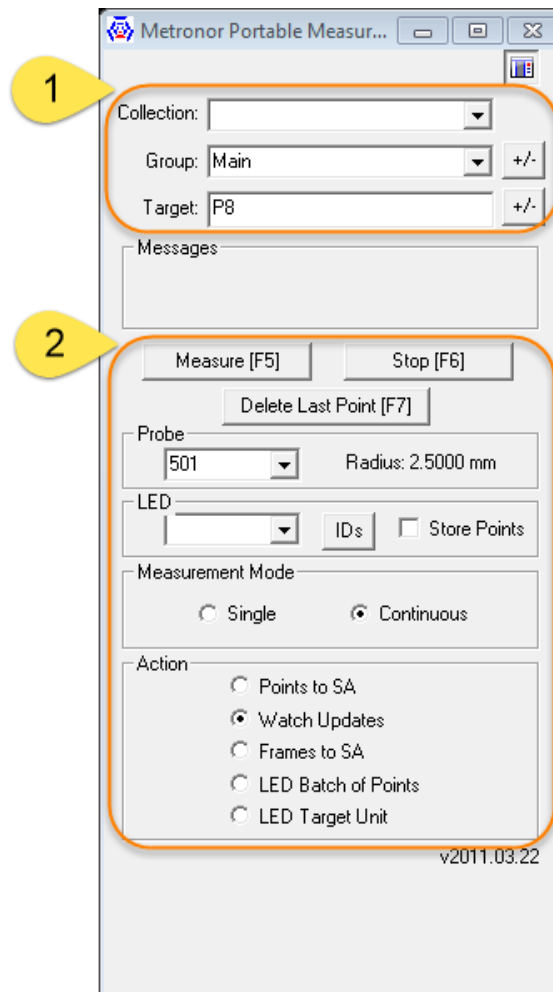 Metronor Portable Measur...
1
Collection:
Group: Main +/-
Target: P8 +/-
Messages
2
Measure [F5] Stop [F6]
Delete Last Point [F7]
Probe
501 Radius: 2.5000 mm
LED
IDs Store Points
Measurement Mode
Single Continuous
Action
Points to SA
Watch Updates
Frames to SA
LED Batch of Points
LED Target Unit
v2011.03.22